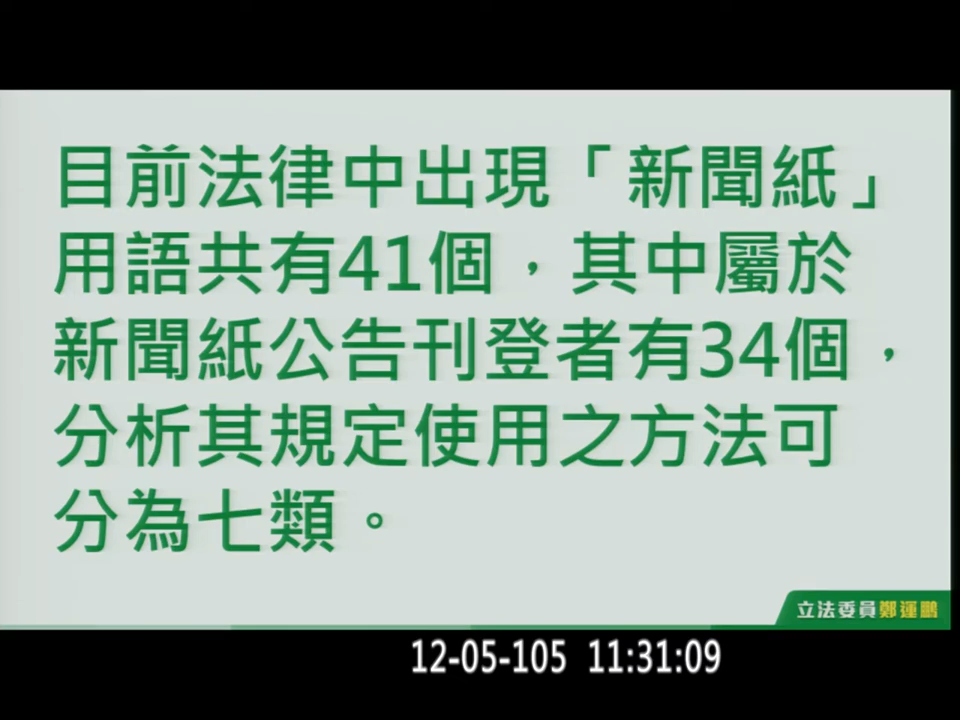 目前法律中出現「新聞紙」
用語共有41個，其中屬於
新聞紙公告刊登者有34個，
分析其規定使用之方法可
分為七類。
立法委員鄭運鵬
12-05-105 11:31:09